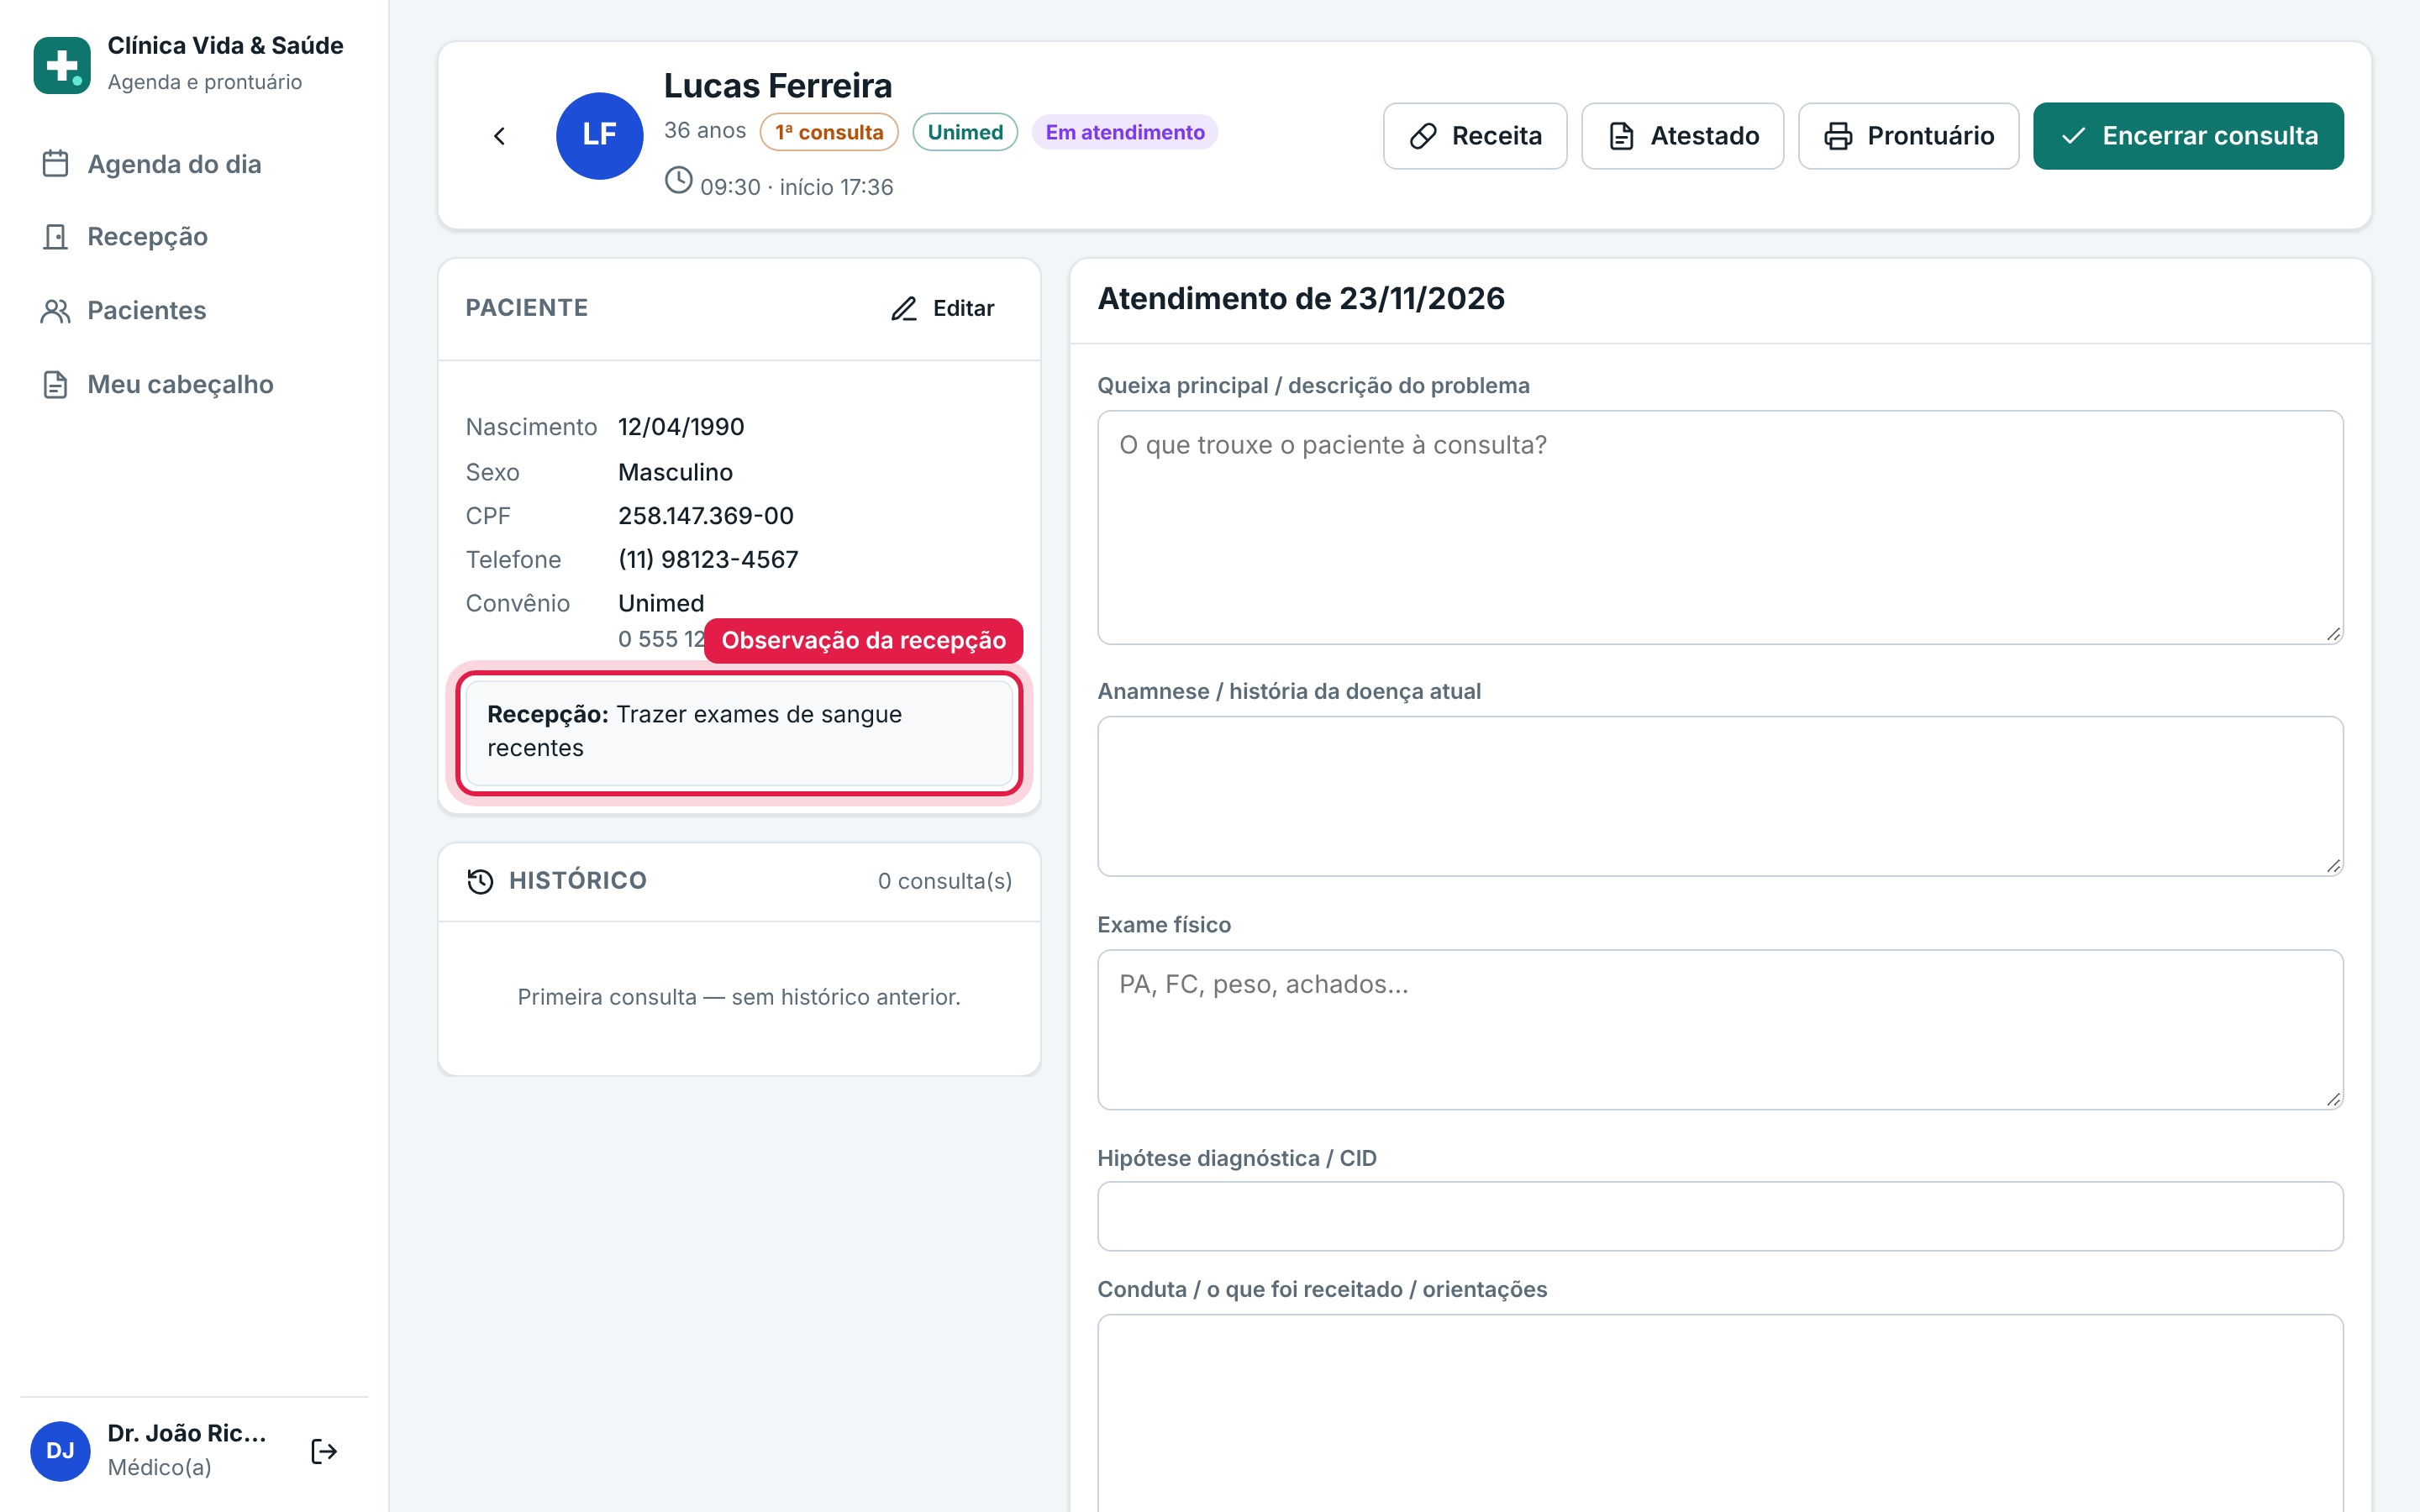 Clínica Vida & Saúde
Agenda e prontuário
Agenda do dia
Recepção
Pacientes
Meu cabeçalho
DJ
Dr. João Ric...
Médico(a)
LF
Lucas Ferreira
36 anos 1ª consulta Unimed Em atendimento
09:30 · início 17:36
Receita
Atestado
Prontuário
Encerrar consulta
PACIENTE
Editar
Nascimento 12/04/1990
Sexo Masculino
CPF 258.147.369-00
Telefone (11) 98123-4567
Convênio Unimed
0 555 12
Observação da recepção
Recepção: Trazer exames de sangue
recentes
HISTÓRICO
0 consulta(s)
Primeira consulta — sem histórico anterior.
Atendimento de 23/11/2026
Queixa principal / descrição do problema
O que trouxe o paciente à consulta?
Anamnese / história da doença atual
Exame físico
PA, FC, peso, achados...
Hipótese diagnóstica / CID
Conduta / o que foi receitado / orientações